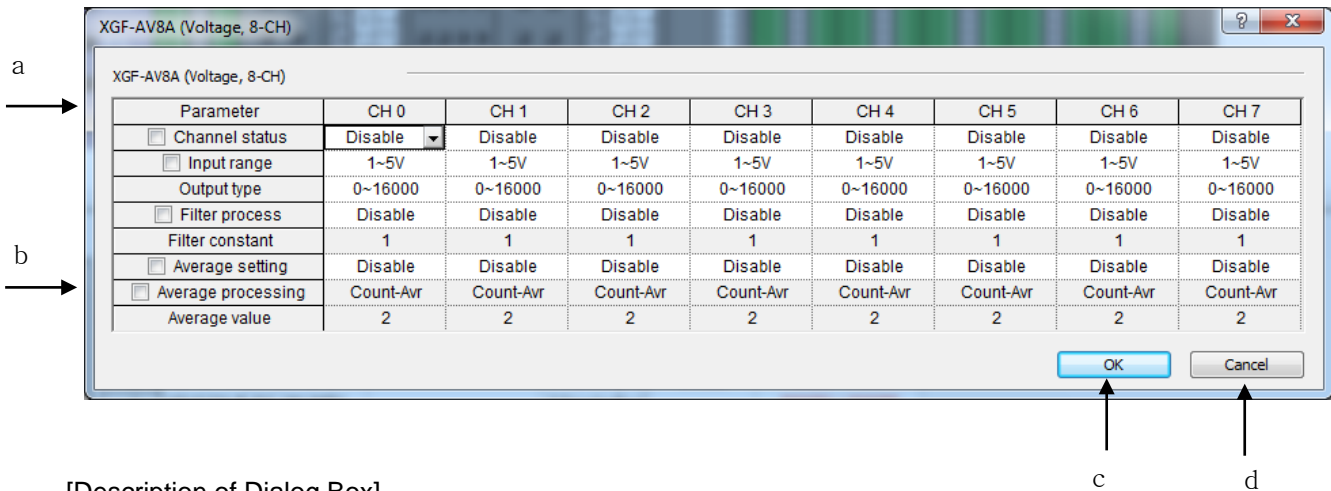 XGF-AV8A (Voltage, 8-CH)
?
X
a
XGF-AV8A (Voltage, 8-CH)
Parameter CH 0 CH 1 CH 2 CH 3 CH 4 CH 5 CH 6 CH 7
Channel status Disable Disable Disable Disable Disable Disable Disable Disable
Input range 1~5V 1~5V 1~5V 1~5V 1~5V 1~5V 1~5V 1~5V
Output type 0~16000 0~16000 0~16000 0~16000 0~16000 0~16000 0~16000 0~16000
Filter process Disable Disable Disable Disable Disable Disable Disable Disable
Filter constant 1 1 1 1 1 1 1 1
b
Average setting Disable Disable Disable Disable Disable Disable Disable Disable
Average processing Count-Avr Count-Avr Count-Avr Count-Avr Count-Avr Count-Avr Count-Avr Count-Avr
Average value 2 2 2 2 2 2 2 2
OK Cancel
c d
[Description of Dialog Box]